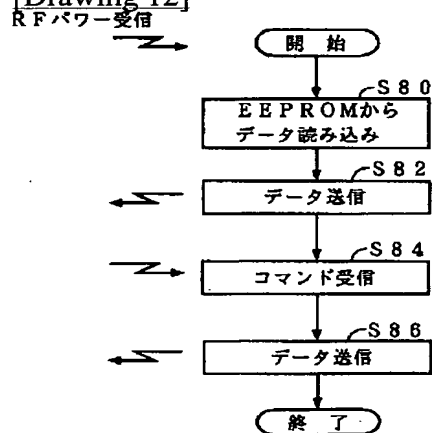 [Drawing 12]
RFパワー受信
開 始
S80
EEPROMから
データ読み込み
S82
データ送信
S84
コマンド受信
S86
データ送信
終 了